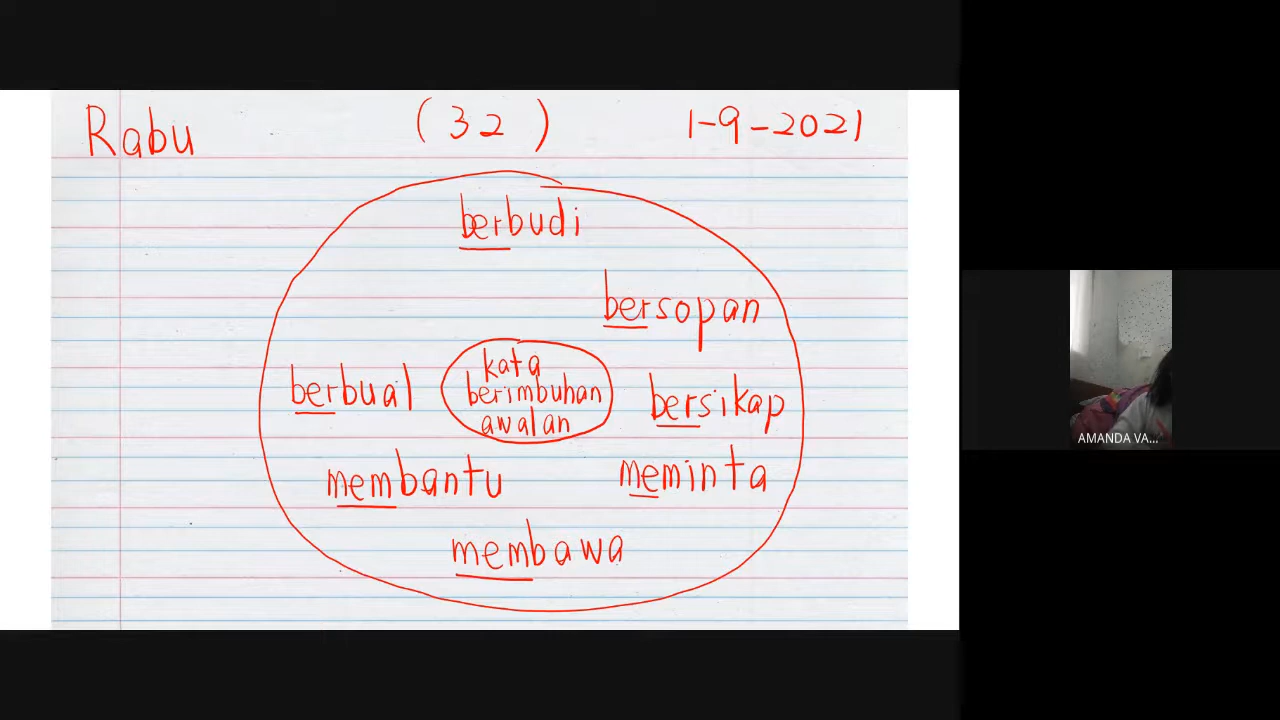 Rabu (32) 1-9-2021
berbudi
bersopan
berbual
kata
berimbuhan
awalan
bersikap
membantu
meminta
membawa
AMANDA VA...